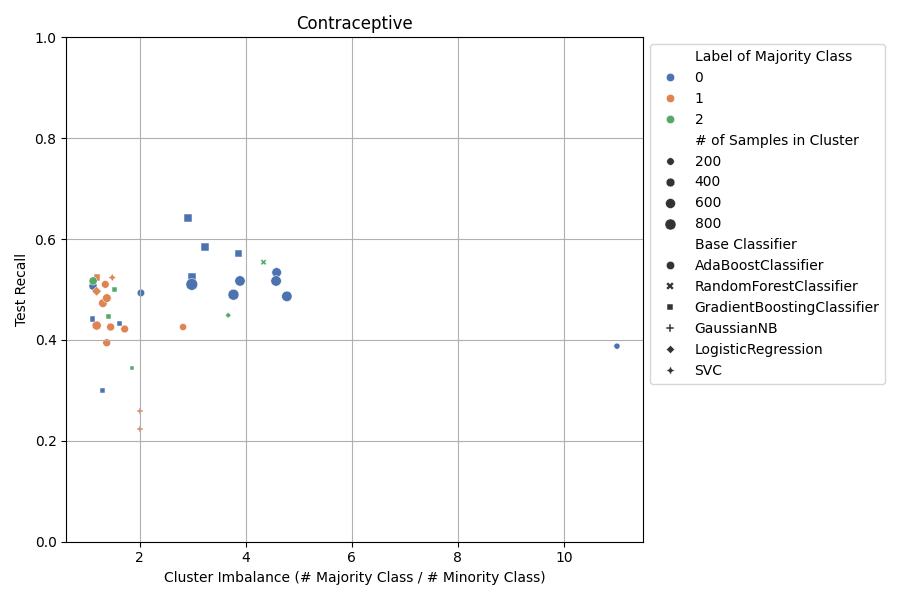 Contraceptive
1.0
0.8
0.6
0.4
0.2
0.0
Test Recall
2
4
6
8
10
Cluster Imbalance (# Majority Class / # Minority Class)
Label of Majority Class
0
1
2
# of Samples in Cluster
200
400
600
800
Base Classifier
AdaBoostClassifier
RandomForestClassifier
GradientBoostingClassifier
GaussianNB
LogisticRegression
SVC